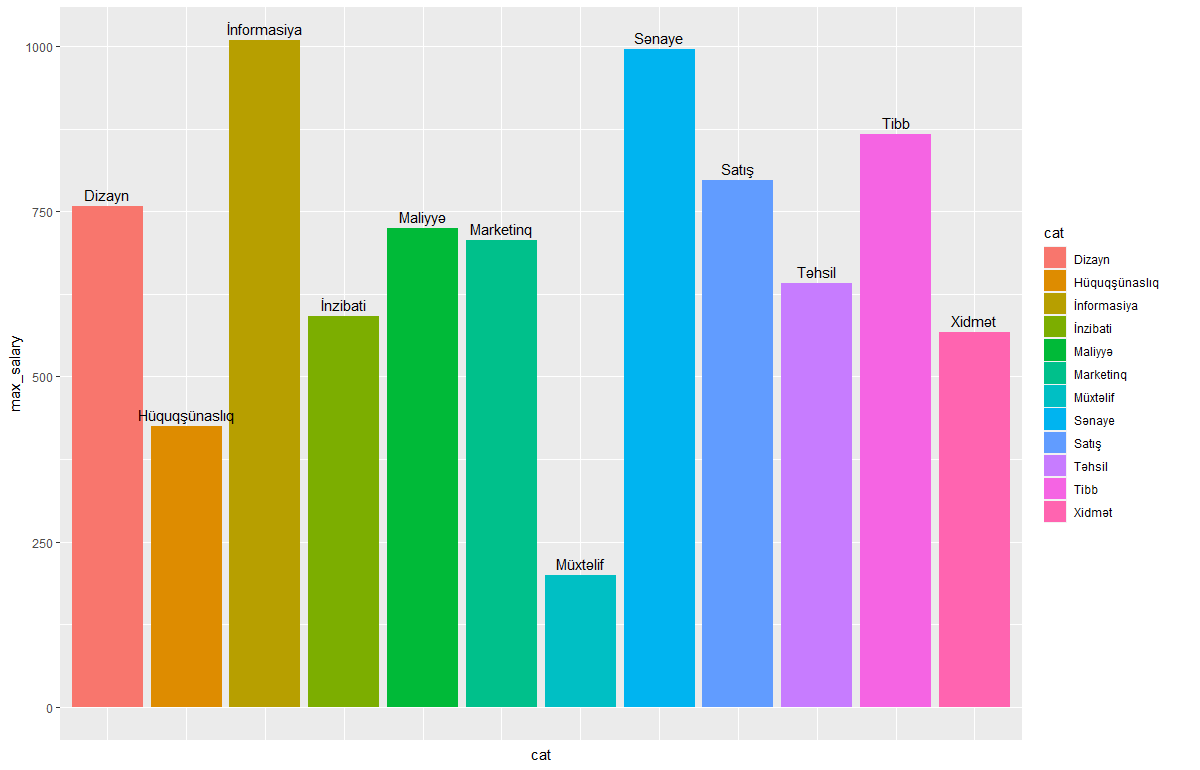 İnformasiya
Sənaye
Tibb
Satış
Dizayn
Maliyyə
Marketinq
Təhsil
İnzibati
Xidmət
Hüquqşünaslıq
Müxtəlif
1000
750
500
250
0
max_salary
cat
cat
Dizayn
Hüquqşünaslıq
İnformasiya
İnzibati
Maliyyə
Marketinq
Müxtəlif
Sənaye
Satış
Təhsil
Tibb
Xidmət